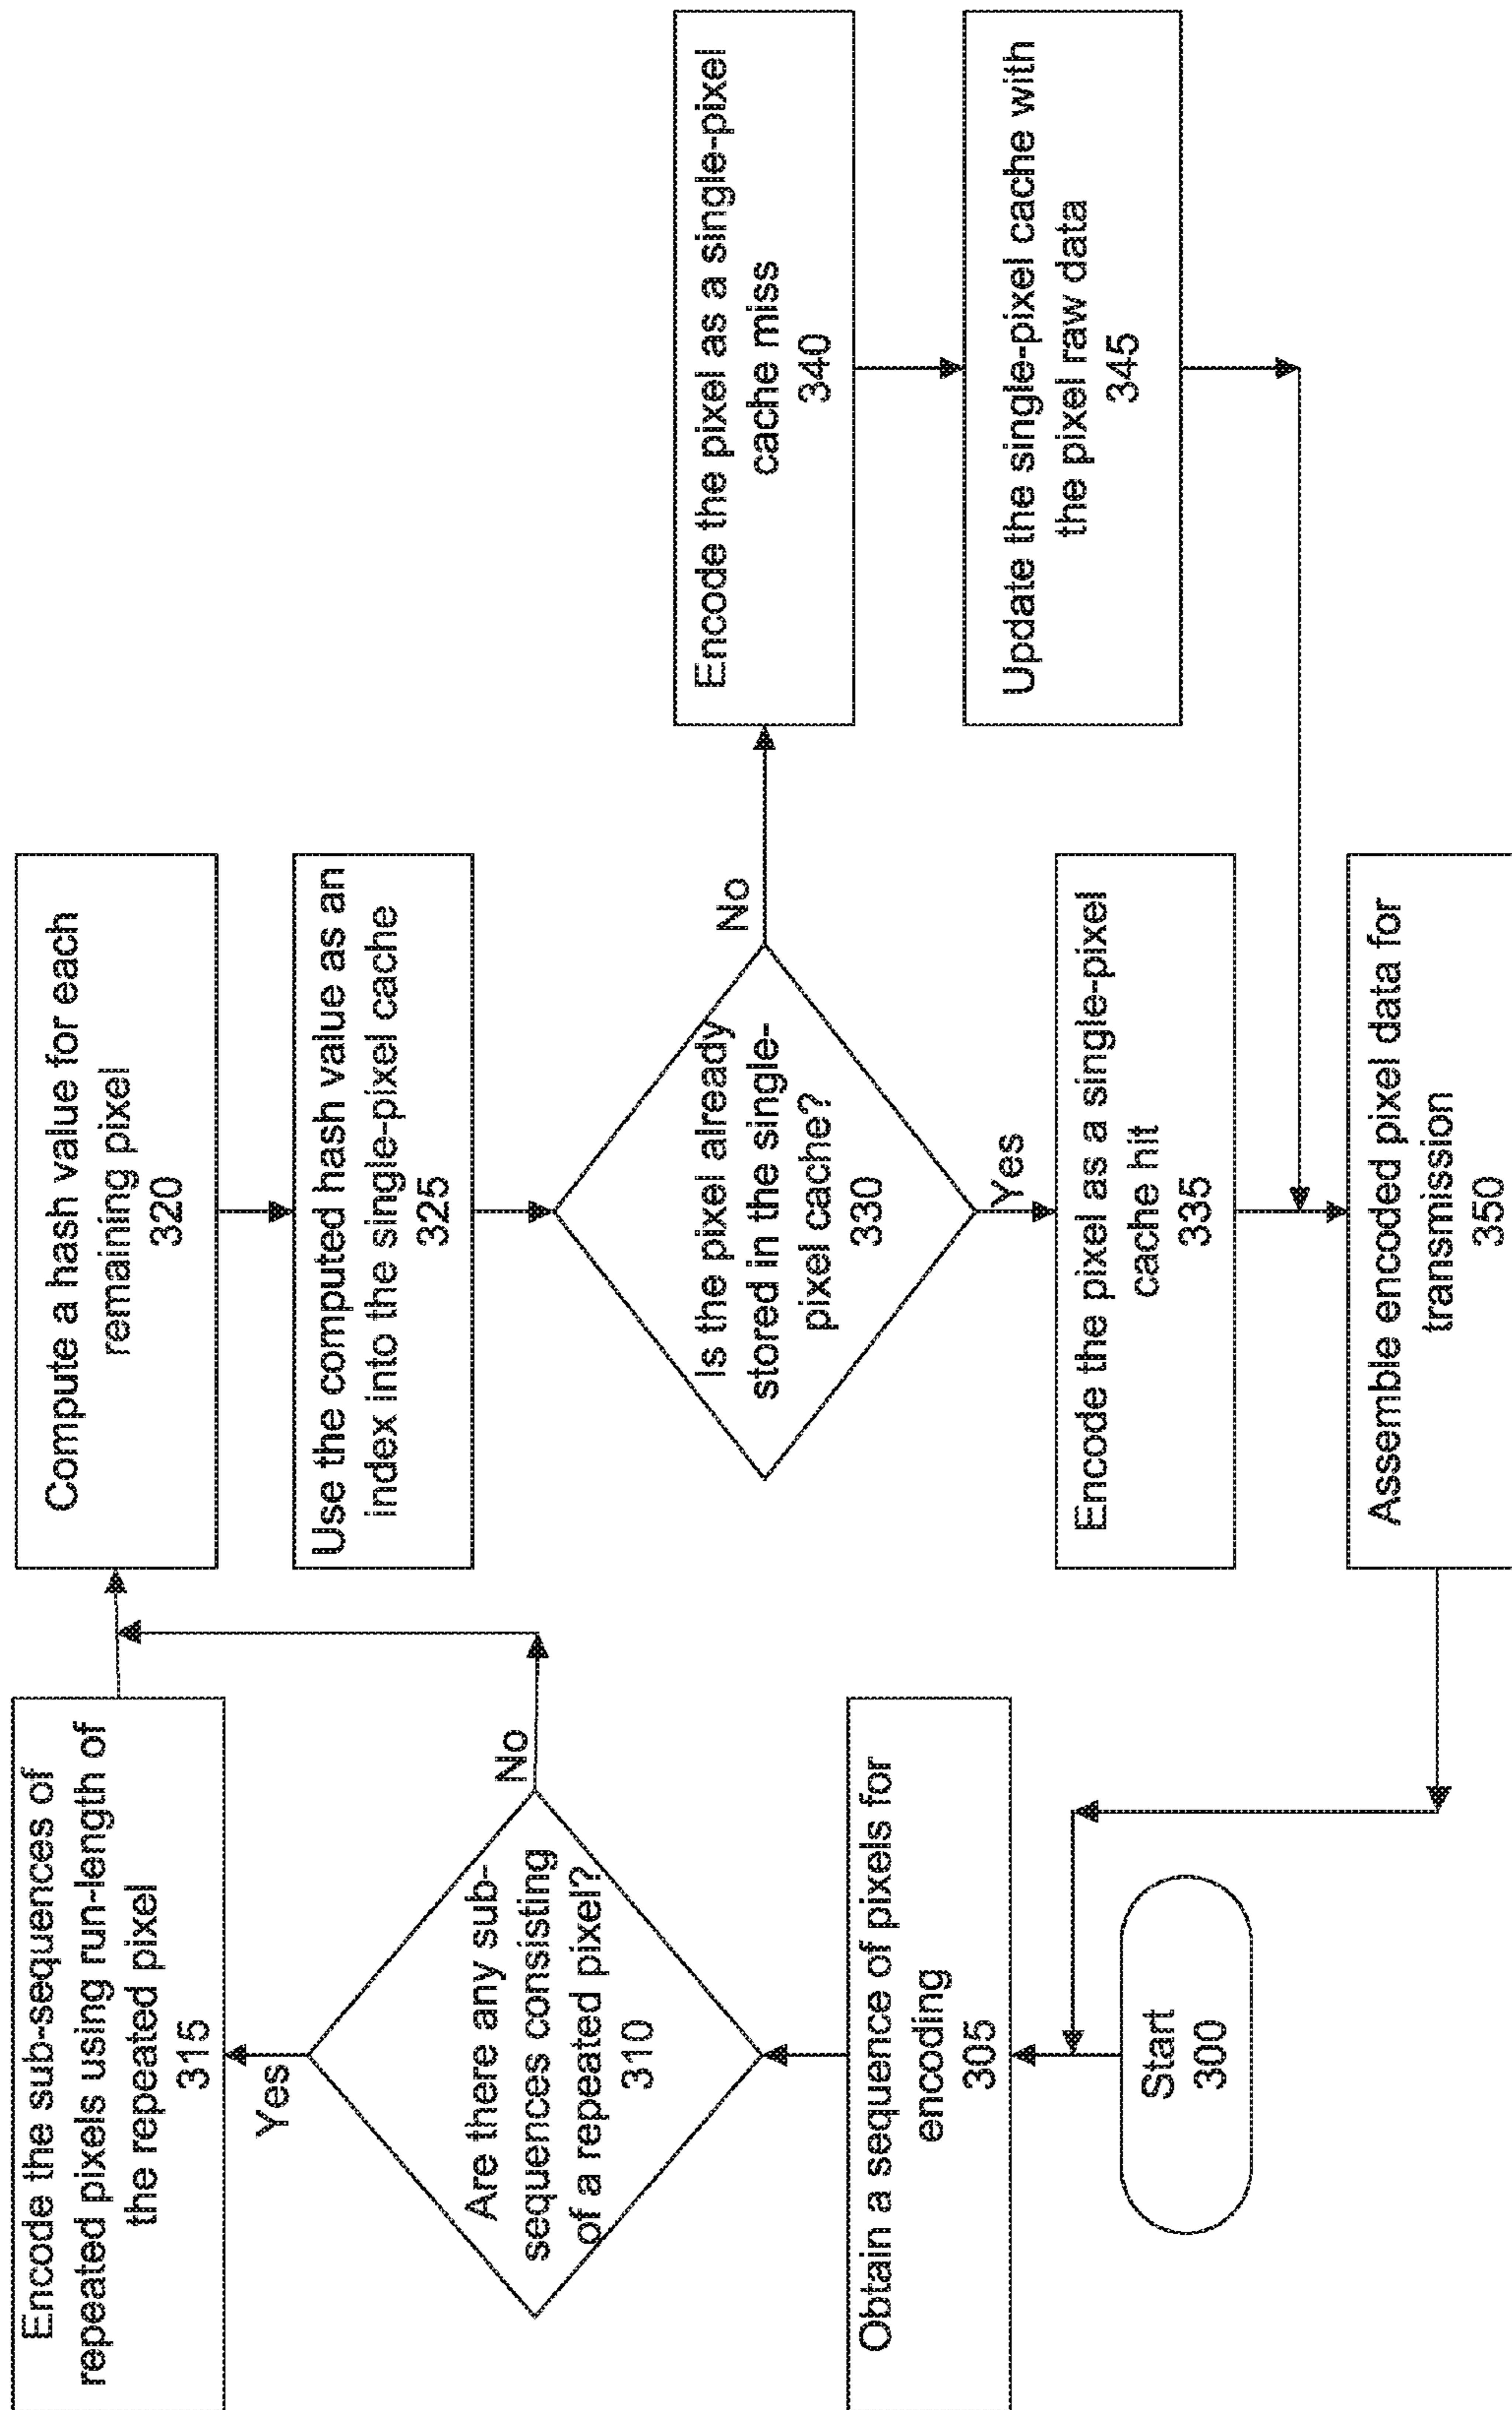 Start
300
Obtain a sequence of pixels for
encoding
305
Are there any sub-
sequences consisting
of a repeated pixel?
310
Yes
No
Encode the sub-sequences of
repeated pixels using run-length of
the repeated pixel
315
Compute a hash value for each
remaining pixel
320
Use the computed hash value as an
index into the single-pixel cache
325
Is the pixel already
stored in the single-
pixel cache?
330
Yes
No
Encode the pixel as a single-pixel
cache hit
335
Encode the pixel as a single-pixel
cache miss
340
Update the single-pixel cache with
the pixel raw data
345
Assemble encoded pixel data for
transmission
350